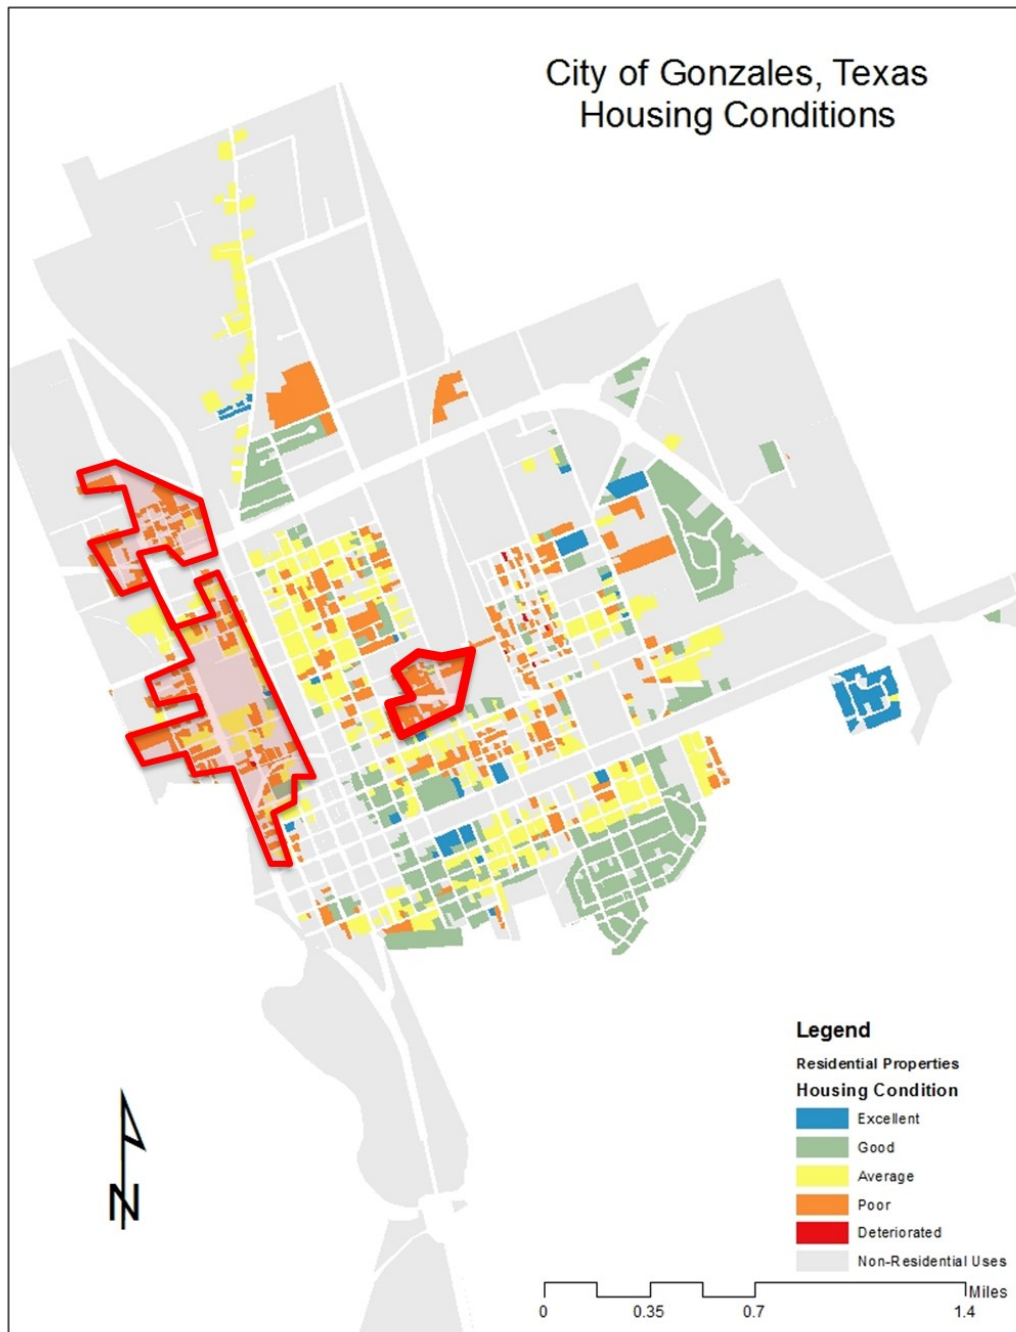 City of Gonzales, Texas
Housing Conditions
Legend
Residential Properties
Housing Condition
Excellent
Good
Average
Poor
Deteriorated
Non-Residential Uses
N
Miles
0 0.35 0.7 1.4